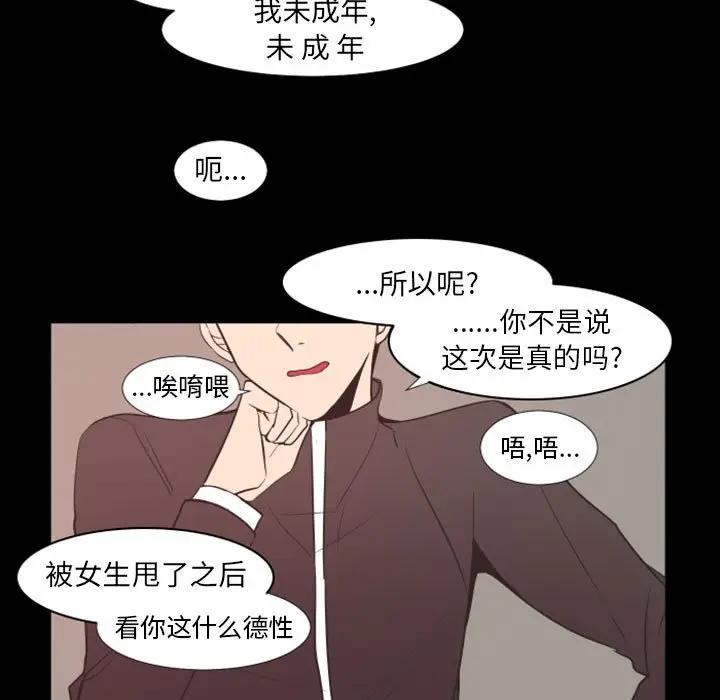 我未成年,
未成年
呃...
...所以呢?
......你不是说
这次是真的吗?
...唉唷喂
唔,唔...
被女生甩了之后
看你这什么德性